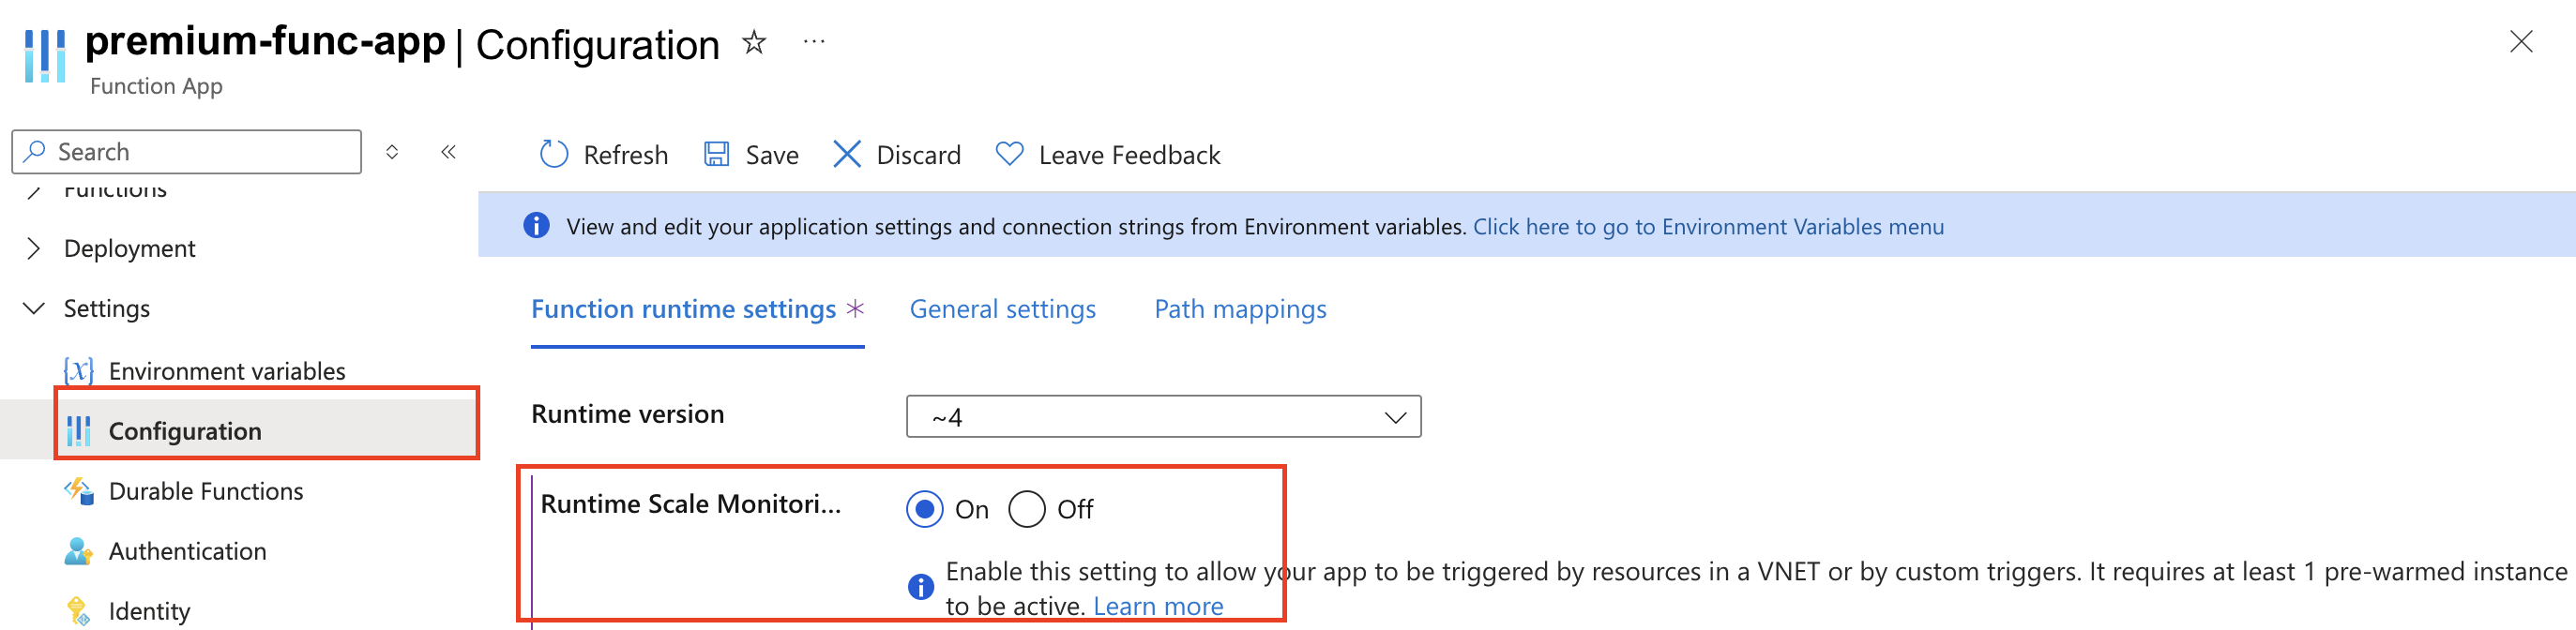 premium-func-app | Configuration ☆ ···
Function App
Search
Refresh Save Discard Leave Feedback
Functions
Deployment
Settings
Environment variables
Configuration
Durable Functions
Authentication
Identity
View and edit your application settings and connection strings from Environment variables. Click here to go to Environment Variables menu
Function runtime settings * General settings Path mappings
Runtime version ~4
Runtime Scale Monitori... On Off
Enable this setting to allow your app to be triggered by resources in a VNET or by custom triggers. It requires at least 1 pre-warmed instance
to be active. Learn more